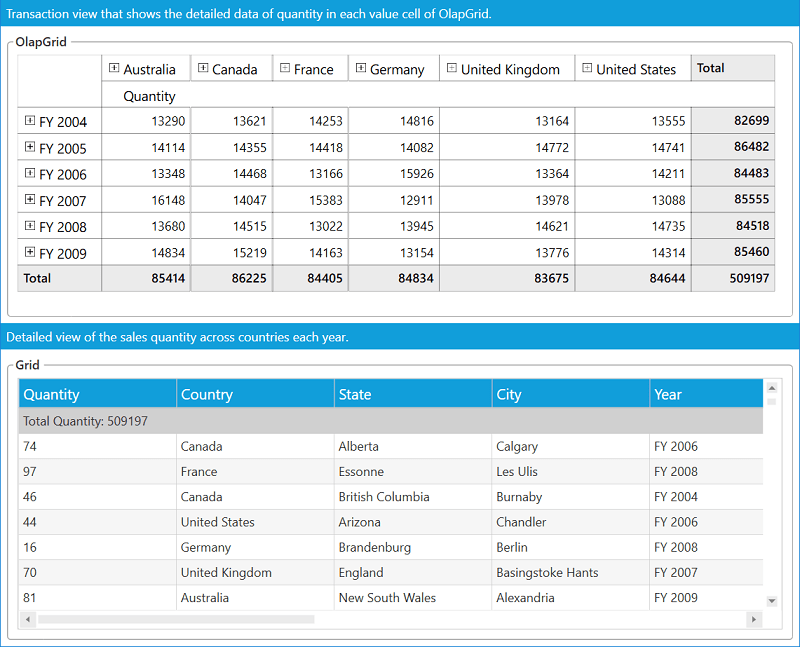 Transaction view that shows the detailed data of quantity in each value cell of OlapGrid.
OlapGrid
Australia Canada France Germany United Kingdom United States Total
Quantity
FY 2004 13290 13621 14253 14816 13164 13555 82699
FY 2005 14114 14355 14418 14082 14772 14741 86482
FY 2006 13348 14468 13166 15926 13364 14211 84483
FY 2007 16148 14047 15383 12911 13978 13088 85555
FY 2008 13680 14515 13022 13945 14621 14735 84518
FY 2009 14834 15219 14163 13154 13776 14314 85460
Total 85414 86225 84405 84834 83675 84644 509197
Detailed view of the sales quantity across countries each year.
Grid
Quantity Country State City Year
Total Quantity: 509197
74 Canada Alberta Calgary FY 2006
97 France Essonne Les Ulis FY 2008
46 Canada British Columbia Burnaby FY 2004
44 United States Arizona Chandler FY 2006
16 Germany Brandenburg Berlin FY 2008
70 United Kingdom England Basingstoke Hants FY 2007
81 Australia New South Wales Alexandria FY 2009